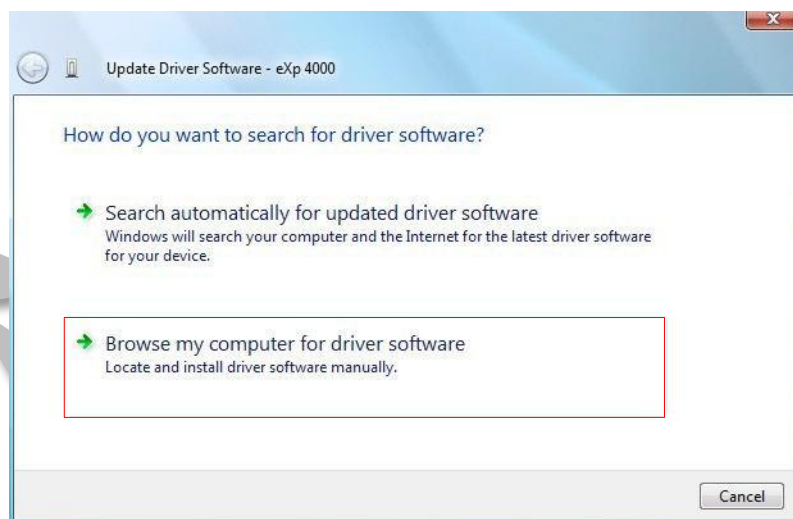 Update Driver Software - eXp 4000
How do you want to search for driver software?
Search automatically for updated driver software
Windows will search your computer and the Internet for the latest driver software
for your device.
Browse my computer for driver software
Locate and install driver software manually.
Cancel